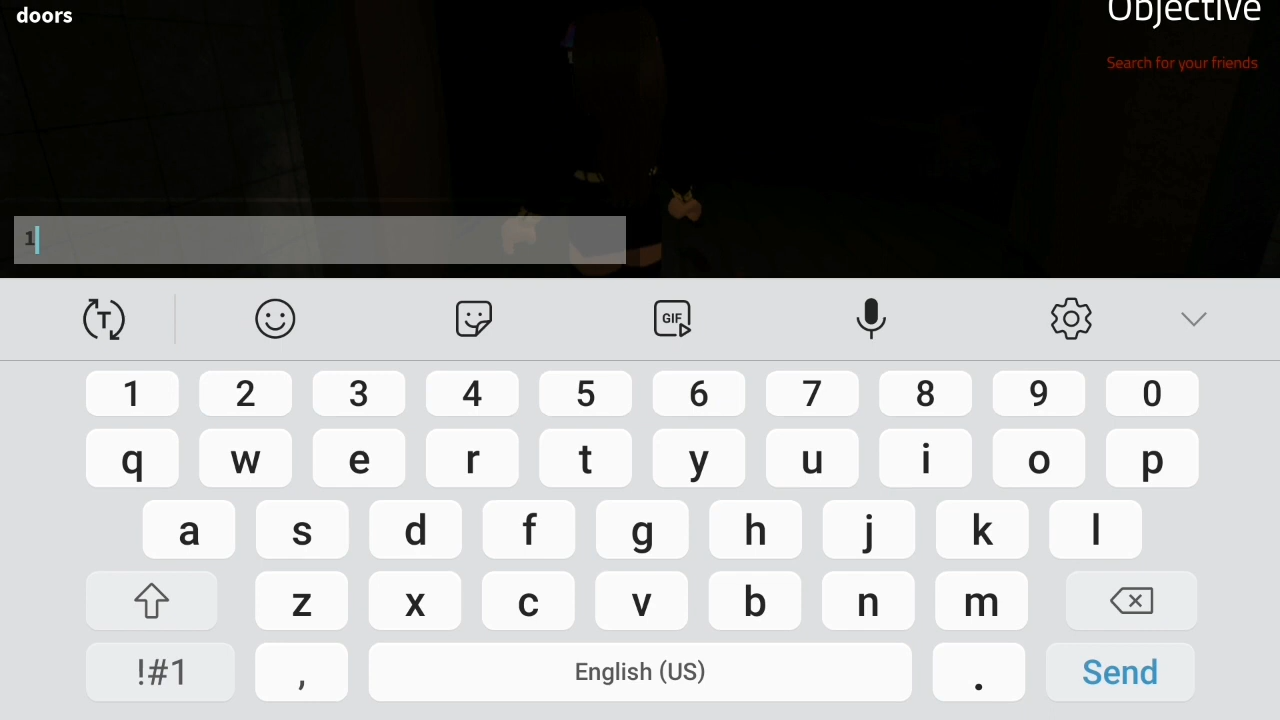 doors
Objective
Search for your friends
1
GIF
1 2 3 4 5 6 7 8 9 0
q w e r t y u i o p
a s d f g h j k l
z x c v b n m
!#1 , English (US) . Send